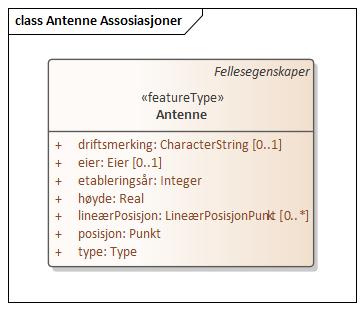 class Antenne Assosiasjoner
Fellesegenskaper
«featureType»
Antenne
+ driftsmerking: CharacterString [0..1]
+ eier: Eier [0..1]
+ etableringsår: Integer
+ høyde: Real
+ lineærPosisjon: LineærPosisjonPunkt [0..*]
+ posisjon: Punkt
+ type: Type